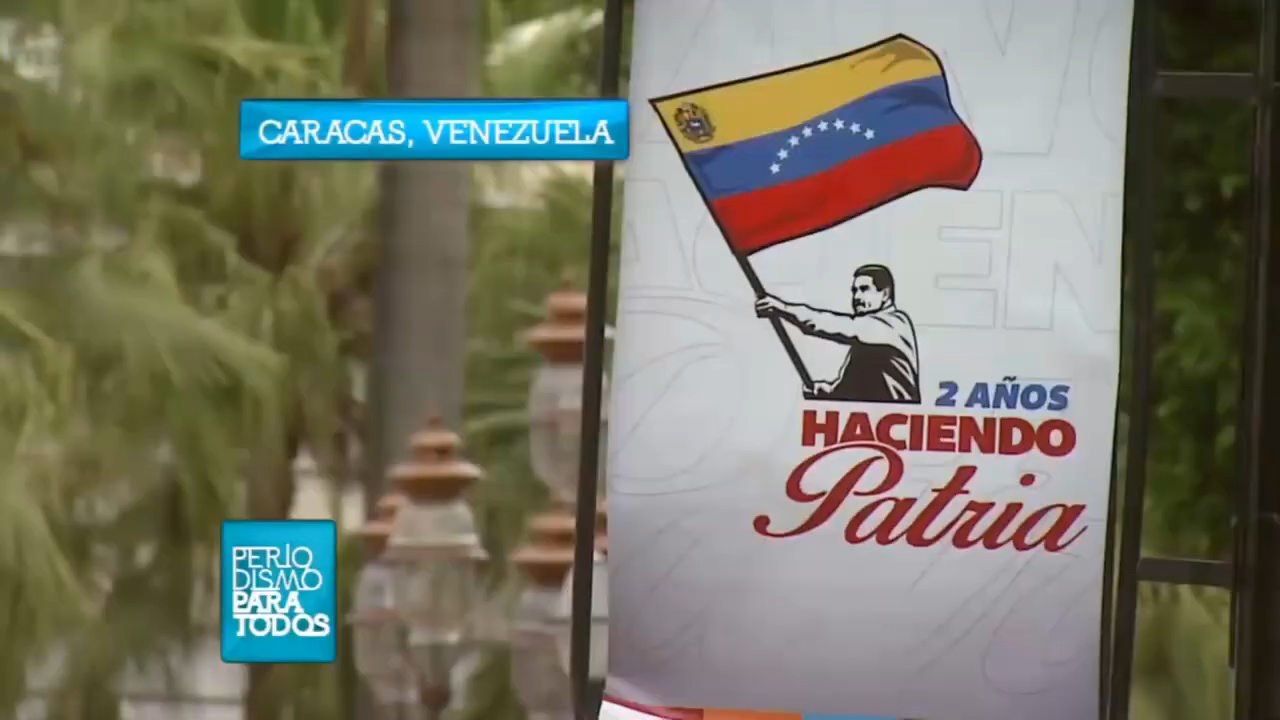 CARACAS, VENEZUELA
2 AÑOS
HACIENDO
Patria
PERIO
DISMO
PARA
TODOS